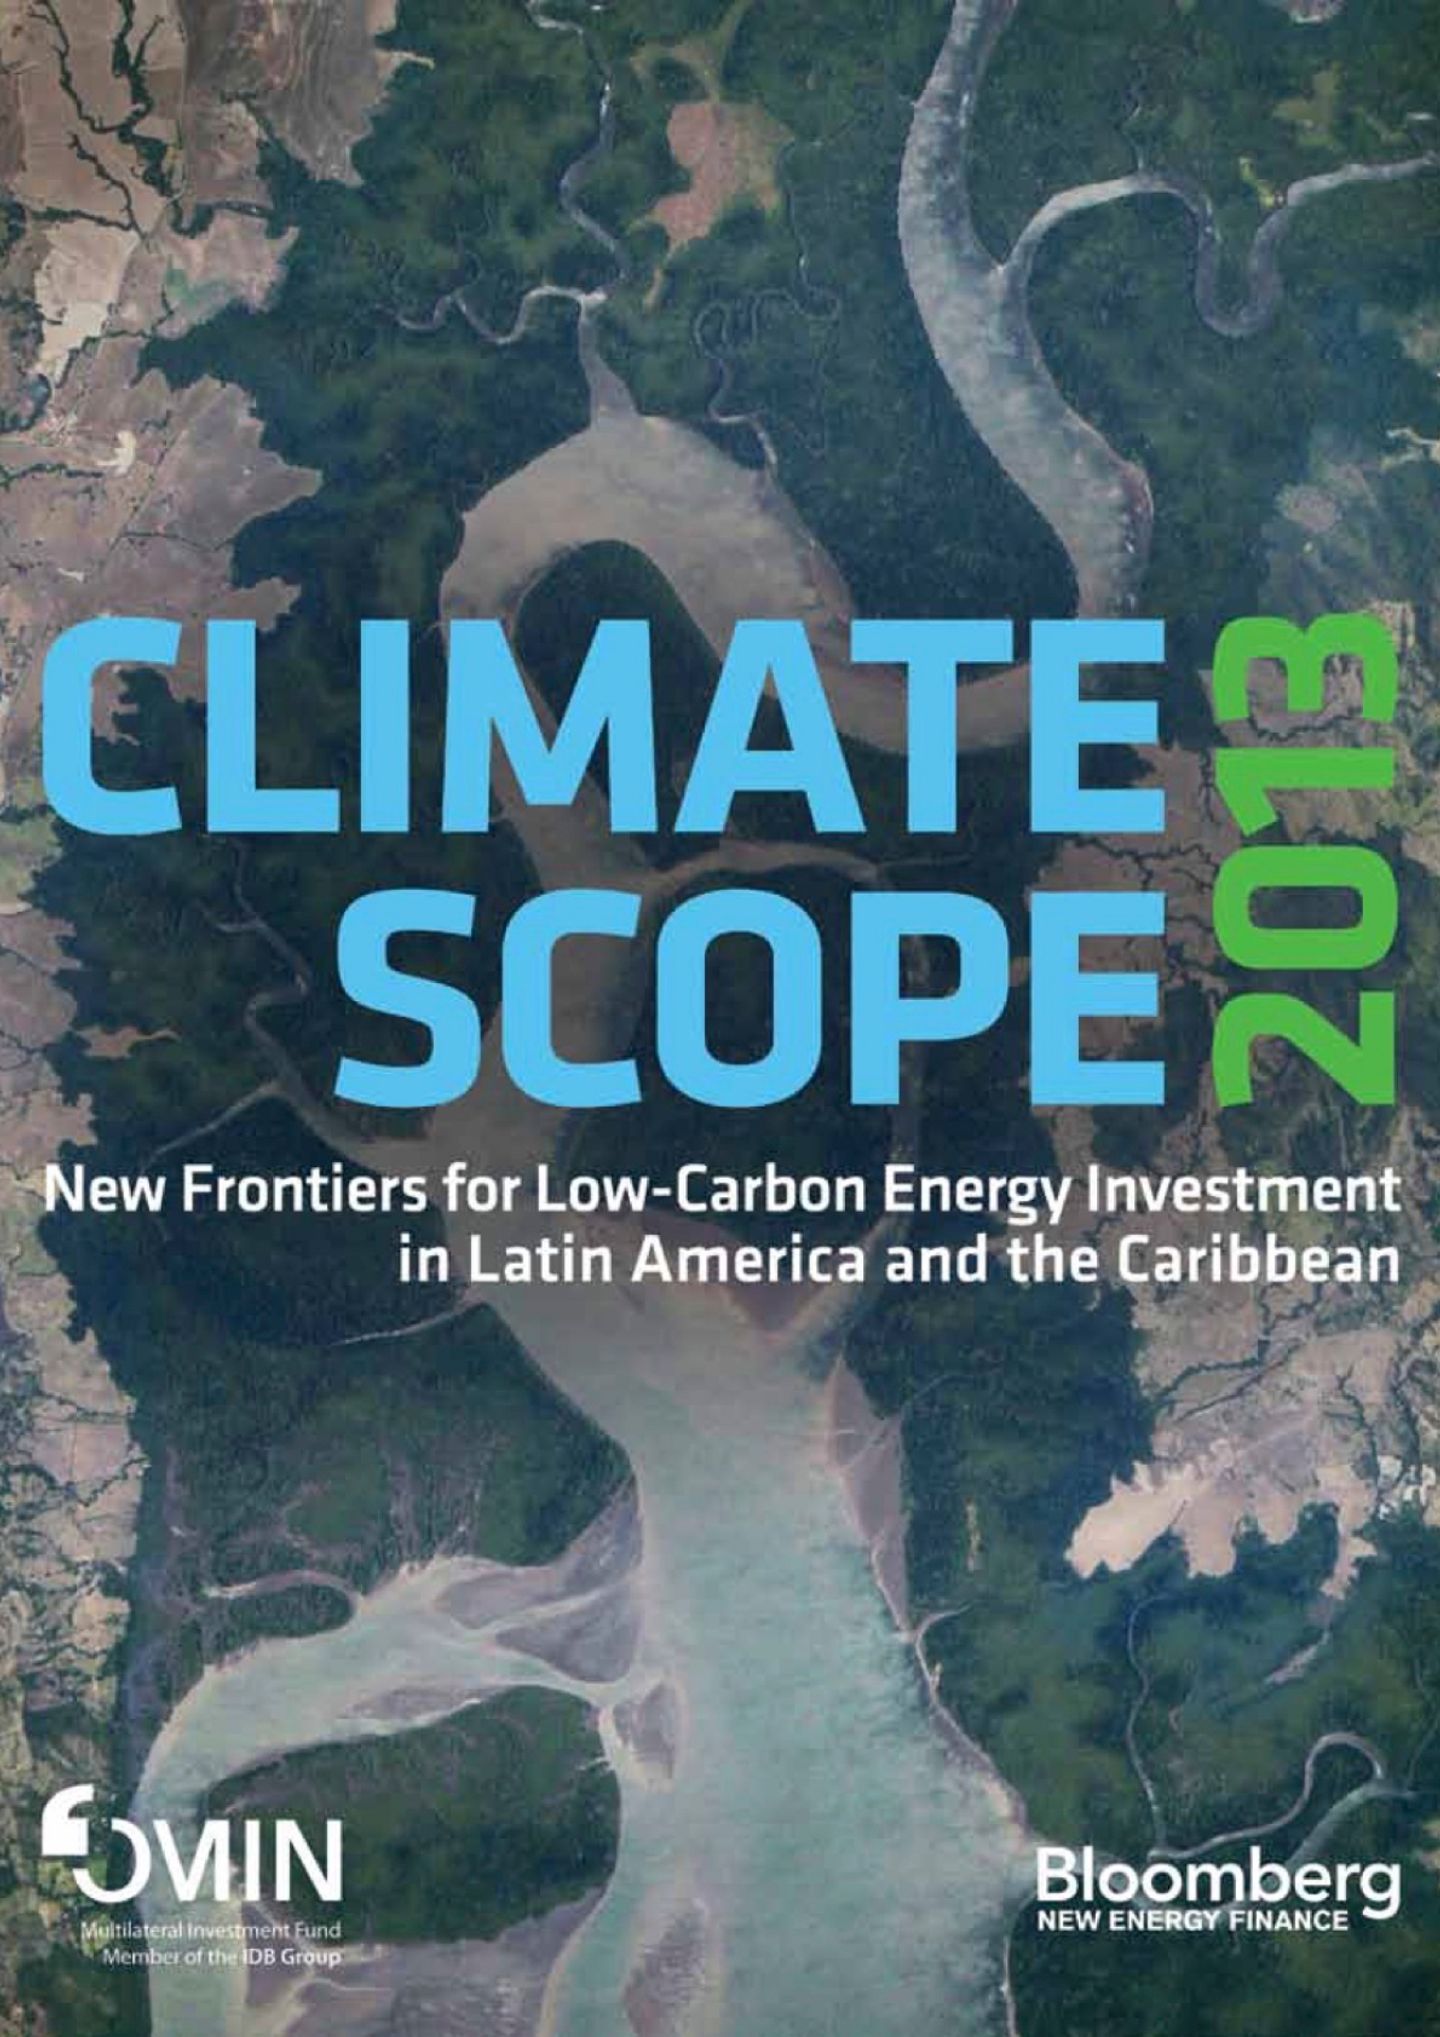 CLIMATE
SCOPE
2013
New Frontiers for Low-Carbon Energy Investment
in Latin America and the Caribbean
OMIN
Multilateral Investment Fund
Member of the IDB Group
Bloomberg
NEW ENERGY FINANCE